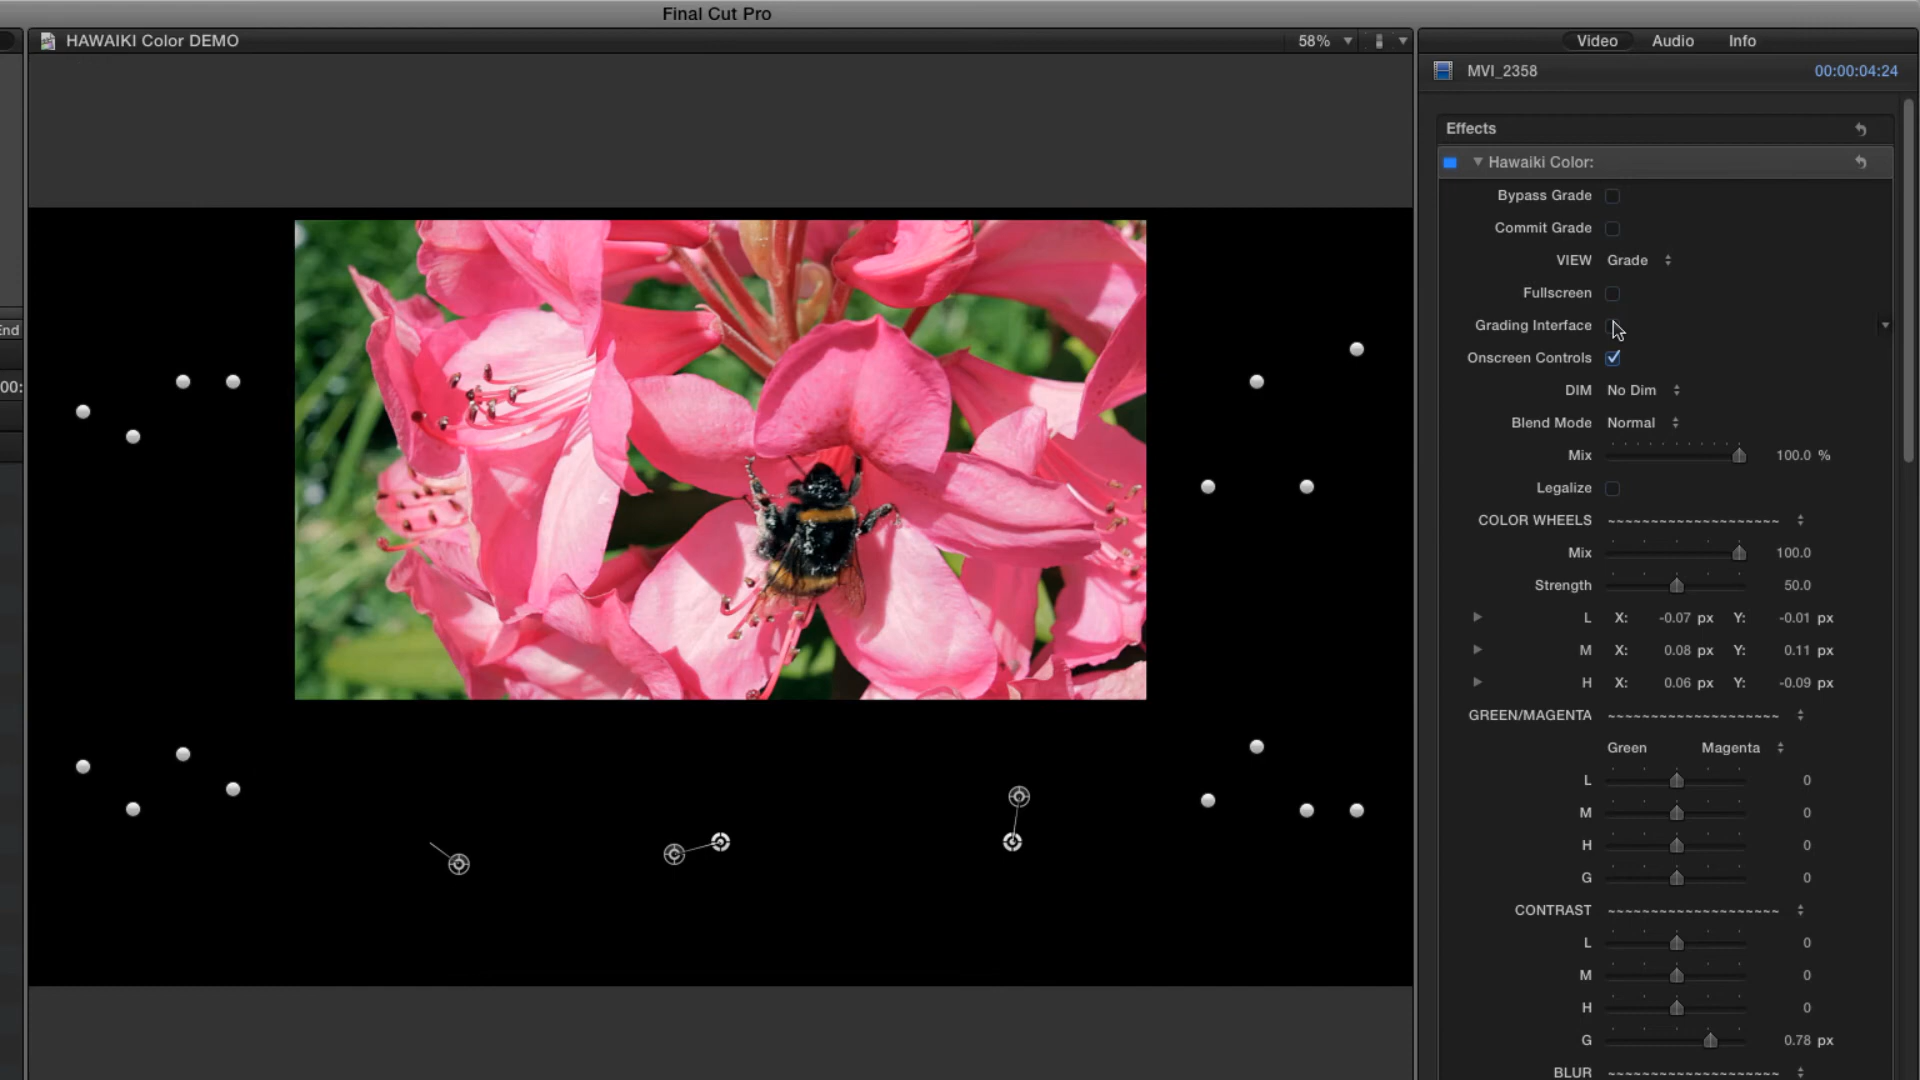 Final Cut Pro
HAWAIKI Color DEMO
58%
Video Audio Info
MVI_2358
00:00:04:24
Effects
Hawaiki Color:
Bypass Grade
Commit Grade
VIEW Grade
Fullscreen
Grading Interface
Onscreen Controls
DIM No Dim
Blend Mode Normal
Mix 100.0 %
Legalize
COLOR WHEELS ~~~~~~~~~~~~~~~~~~~~
Mix 100.0
Strength 50.0
L X: -0.07 px Y: -0.01 px
M X: 0.08 px Y: 0.11 px
H X: 0.06 px Y: -0.09 px
GREEN/MAGENTA ~~~~~~~~~~~~~~~~~~~~
Green Magenta
L 0
M 0
H 0
G 0
CONTRAST ~~~~~~~~~~~~~~~~~~~~
L 0
M 0
H 0
G 0.78 px
BLUR ~~~~~~~~~~~~~~~~~~~~
End
00: